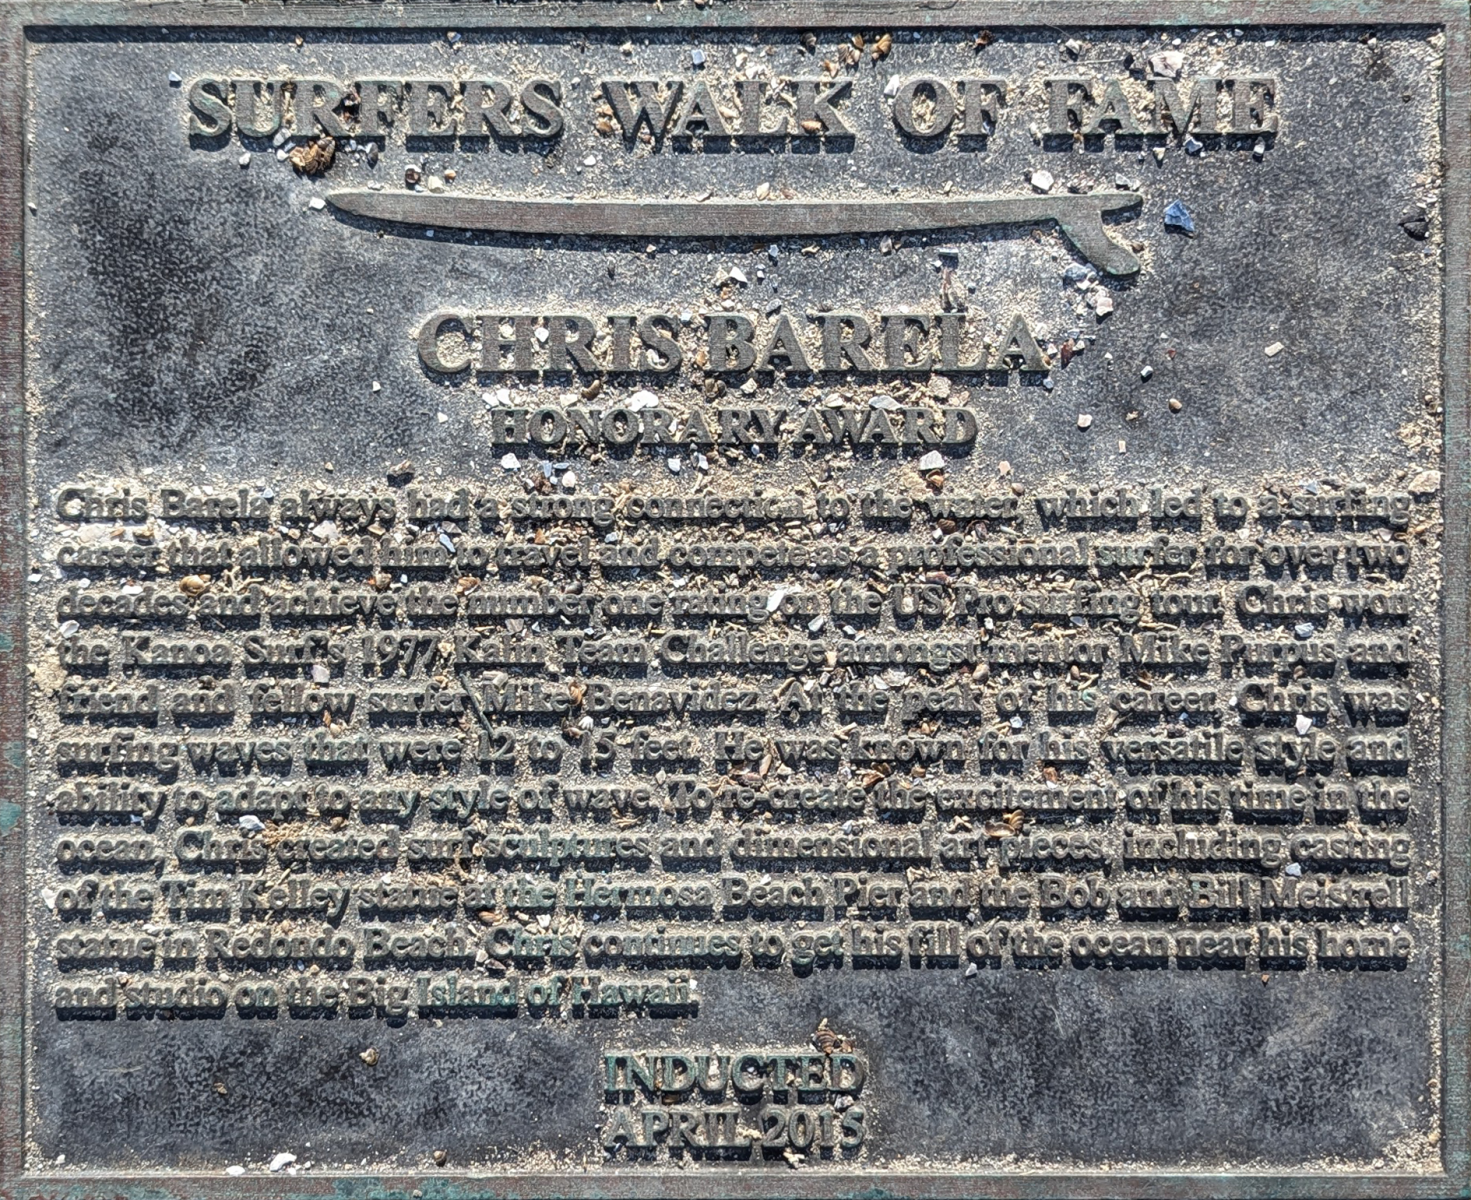 SURFERS WALK OF FAME
CHRIS BARELA
HONORARY AWARD
Chris Barela always had a strong connection to the water, which led to a surfing
career that allowed him to travel and compete as a professional surfer for over two
decades and achieve the number one rating on the US Pro surfing tour. Chris won
the Kanoa Surf's 1977 Katin Team Challenge amongst mentor Mike Purpus and
friend and fellow surfer Mike Benavidez. At the peak of his career, Chris was
surfing waves that were 12 to 15 feet. He was known for his versatile style and
ability to adapt to any style of wave. To re-create the excitement of his time in the
ocean, Chris created surf sculptures and dimensional art pieces, including casting
of the Tim Kelley statue at the Hermosa Beach Pier and the Bob and Bill Meistrell
statue in Redondo Beach. Chris continues to get his fill of the ocean near his home
and studio on the Big Island of Hawaii.
INDUCTED
APRIL 2015